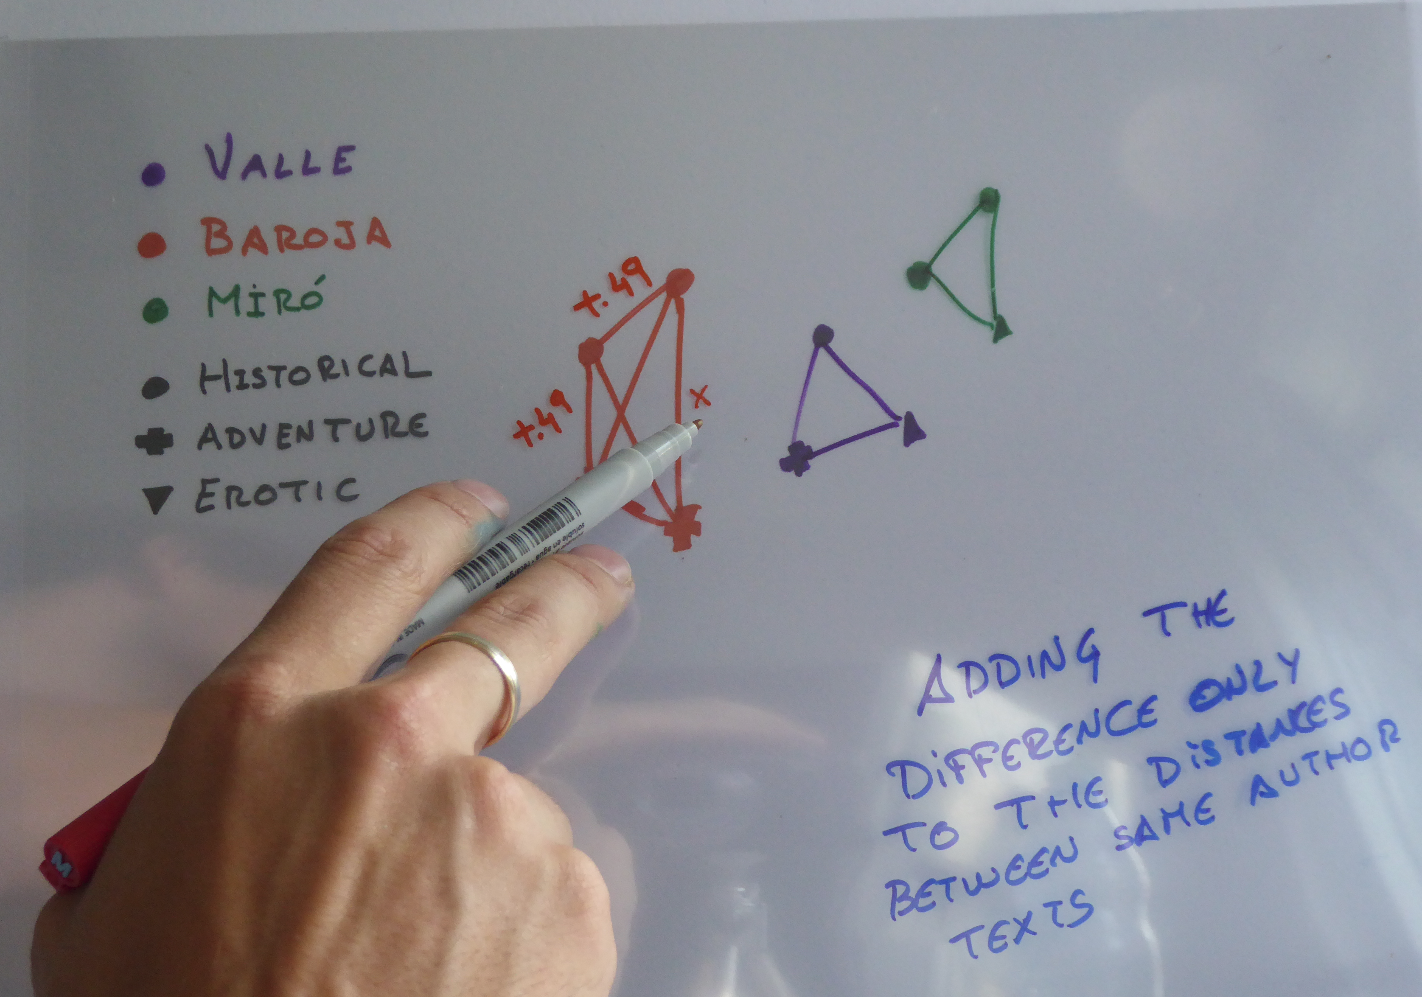 VALLE
BAROJA
MIRÓ
HISTORICAL
ADVENTURE
EROTIC
+.49
+.49
x
ADDING THE
DIFFERENCE ONLY
TO THE DISTANCES
BETWEEN SAME AUTHOR
TEXTS
M
MADE